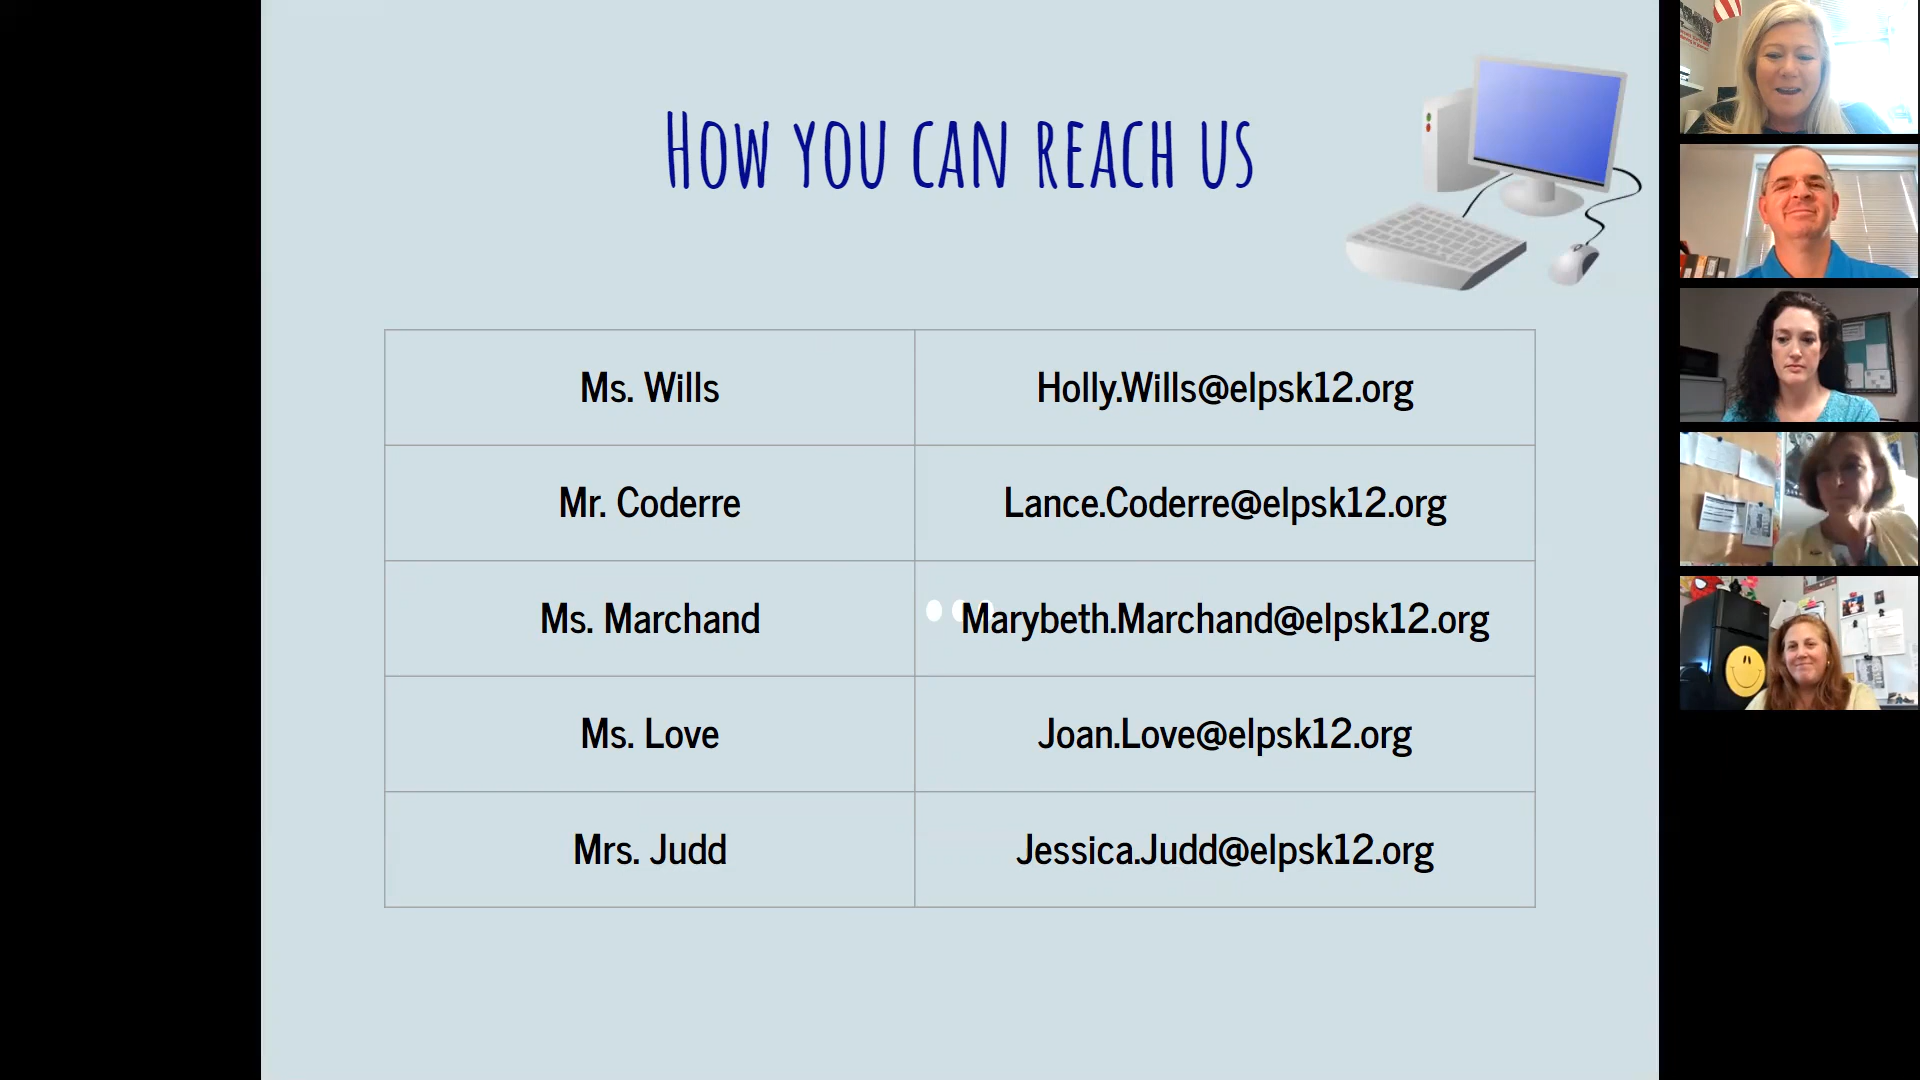 How you can reach us
Ms. Wills
Holly.Wills@elpsk12.org
Mr. Coderre
Lance.Coderre@elpsk12.org
Ms. Marchand
Marybeth.Marchand@elpsk12.org
Ms. Love
Joan.Love@elpsk12.org
Mrs. Judd
Jessica.Judd@elpsk12.org